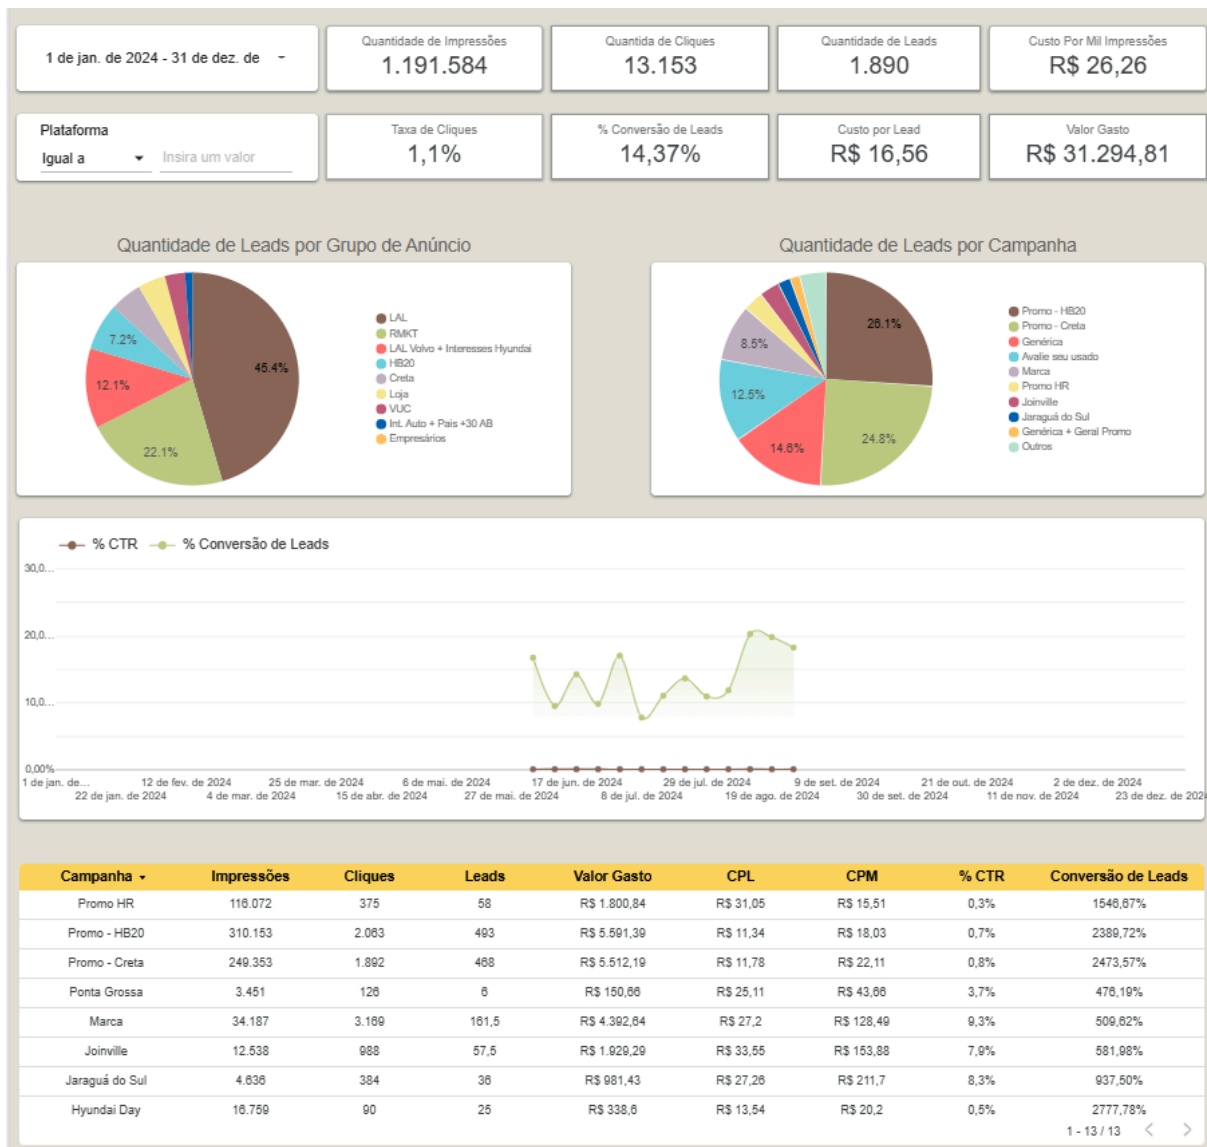 1 de jan. de 2024 - 31 de dez. de
Quantidade de Impressões
1.191.584
Quantida de Cliques
13.153
Quantidade de Leads
1.890
Custo Por Mil Impressões
R$ 26,26
Plataforma
Igual a Insira um valor
Taxa de Cliques
1,1%
% Conversão de Leads
14,37%
Custo por Lead
R$ 16,56
Valor Gasto
R$ 31.294,81
Quantidade de Leads por Grupo de Anúncio
45.4%
22.1%
12.1%
7.2%
LAL
RMKT
LAL Volvo + Interesses Hyundai
HB20
Creta
Loja
VUC
Int. Auto + Pais +30 AB
Empresários
Quantidade de Leads por Campanha
26.1%
24.8%
14.6%
12.5%
8.5%
Promo - HB20
Promo - Creta
Genérica
Avalie seu usado
Marca
Promo HR
Joinville
Jaraguá do Sul
Genérica + Geral Promo
Outros
% CTR % Conversão de Leads
30,0...
20,0...
10,0...
0,00%
1 de jan. de... 12 de fev. de 2024 25 de mar. de 2024 6 de mai. de 2024 17 de jun. de 2024 29 de jul. de 2024 9 de set. de 2024 21 de out. de 2024 2 de dez. de 2024
22 de jan. de 2024 4 de mar. de 2024 15 de abr. de 2024 27 de mai. de 2024 8 de jul. de 2024 19 de ago. de 2024 30 de set. de 2024 11 de nov. de 2024 23 de dez. de 2024
Campanha Impressões Cliques Leads Valor Gasto CPL CPM % CTR Conversão de Leads
Promo HR 116.072 375 58 R$ 1.800,84 R$ 31,05 R$ 15,51 0,3% 1546,67%
Promo - HB20 310.153 2.063 493 R$ 5.591,39 R$ 11,34 R$ 18,03 0,7% 2389,72%
Promo - Creta 249.353 1.892 468 R$ 5.512,19 R$ 11,78 R$ 22,11 0,8% 2473,57%
Ponta Grossa 3.451 126 6 R$ 150,66 R$ 25,11 R$ 43,66 3,7% 476,19%
Marca 34.187 3.169 161,5 R$ 4.392,64 R$ 27,2 R$ 128,49 9,3% 509,62%
Joinville 12.538 988 57,5 R$ 1.929,29 R$ 33,55 R$ 153,88 7,9% 581,98%
Jaraguá do Sul 4.636 384 36 R$ 981,43 R$ 27,26 R$ 211,7 8,3% 937,50%
Hyundai Day 16.759 90 25 R$ 338,6 R$ 13,54 R$ 20,2 0,5% 2777,78%
1 - 13 / 13